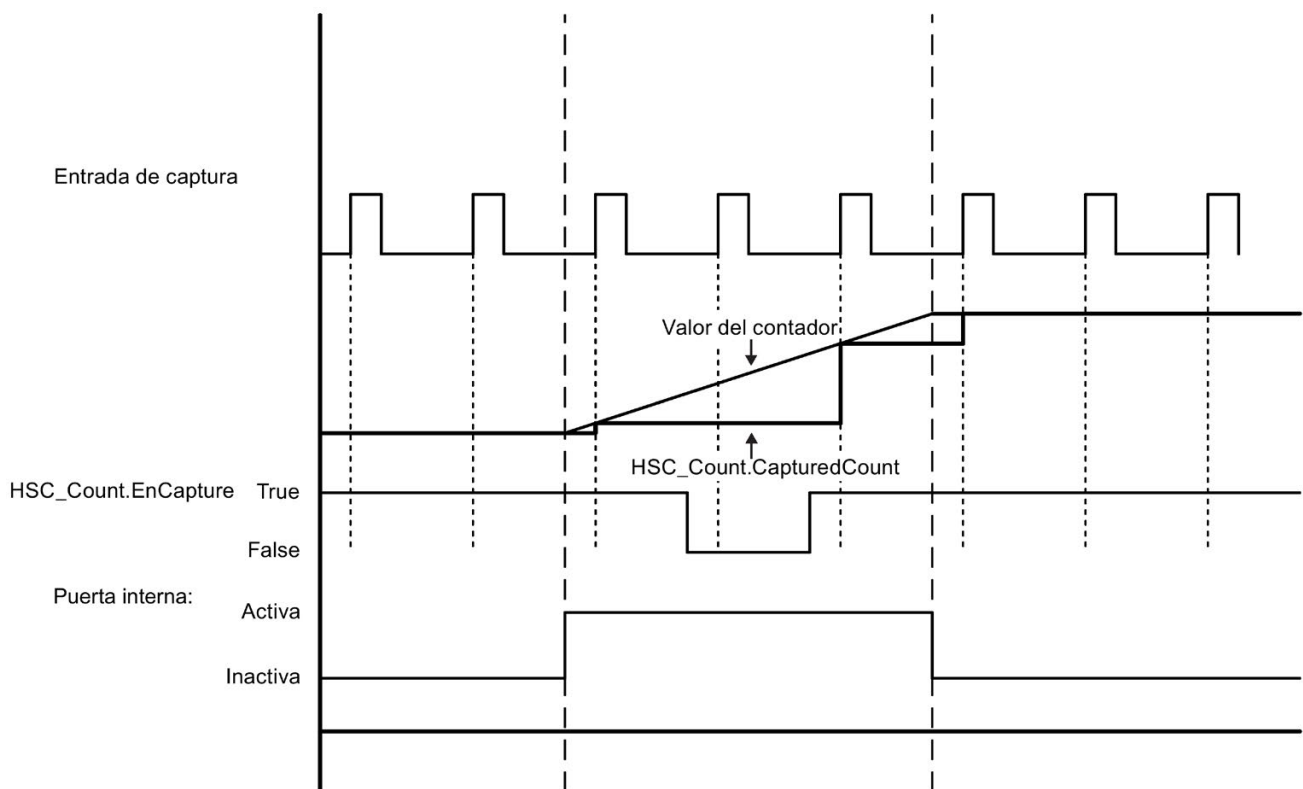 Entrada de captura
Valor del contador
HSC_Count.CapturedCount
HSC_Count.EnCapture True
False
Puerta interna:
Activa
Inactiva